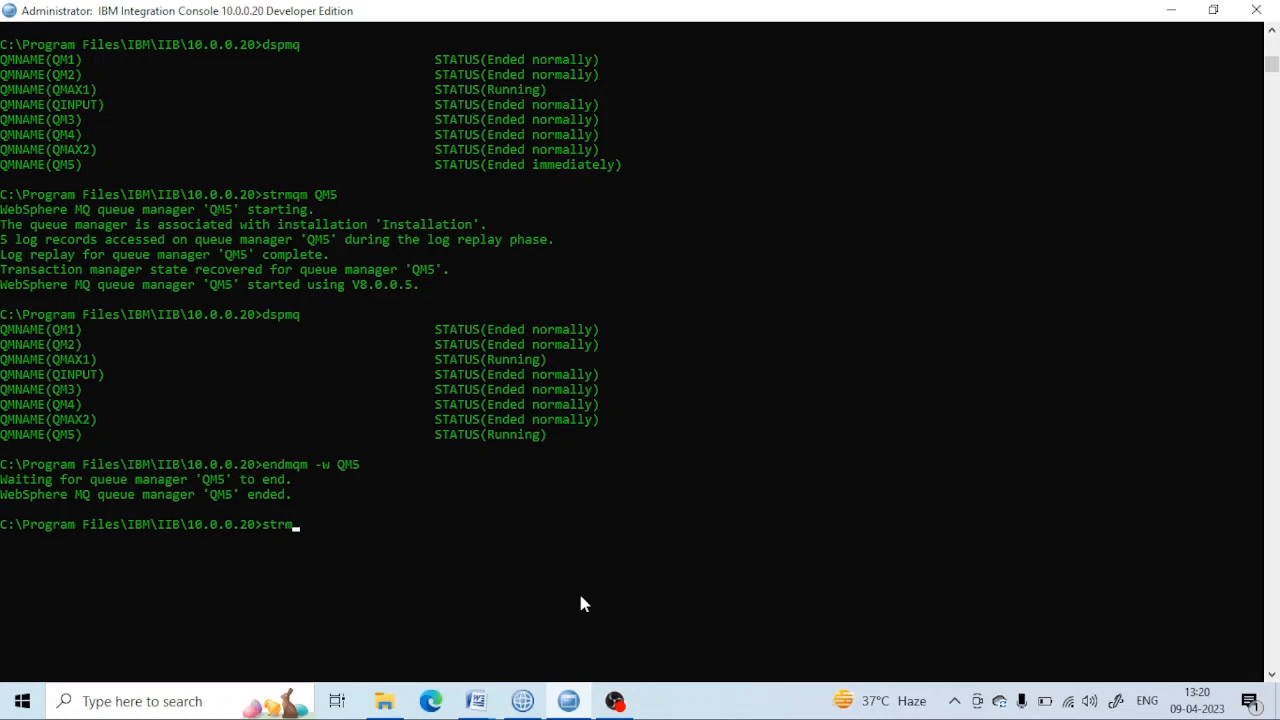 Administrator: IBM Integration Console 10.0.0.20 Developer Edition
C:\Program Files\IBM\IIB\10.0.0.20>dspmq
QMNAME(QM1) STATUS(Ended normally)
QMNAME(QM2) STATUS(Ended normally)
QMNAME(QMAX1) STATUS(Running)
QMNAME(QINPUT) STATUS(Ended normally)
QMNAME(QM3) STATUS(Ended normally)
QMNAME(QM4) STATUS(Ended normally)
QMNAME(QMAX2) STATUS(Ended normally)
QMNAME(QM5) STATUS(Ended immediately)
C:\Program Files\IBM\IIB\10.0.0.20>strmqm QM5
WebSphere MQ queue manager 'QM5' starting.
The queue manager is associated with installation 'Installation'.
5 log records accessed on queue manager 'QM5' during the log replay phase.
Log replay for queue manager 'QM5' complete.
Transaction manager state recovered for queue manager 'QM5'.
WebSphere MQ queue manager 'QM5' started using V8.0.0.5.
C:\Program Files\IBM\IIB\10.0.0.20>dspmq
QMNAME(QM1) STATUS(Ended normally)
QMNAME(QM2) STATUS(Ended normally)
QMNAME(QMAX1) STATUS(Running)
QMNAME(QINPUT) STATUS(Ended normally)
QMNAME(QM3) STATUS(Ended normally)
QMNAME(QM4) STATUS(Ended normally)
QMNAME(QMAX2) STATUS(Ended normally)
QMNAME(QM5) STATUS(Running)
C:\Program Files\IBM\IIB\10.0.0.20>endmqm -w QM5
Waiting for queue manager 'QM5' to end.
WebSphere MQ queue manager 'QM5' ended.
C:\Program Files\IBM\IIB\10.0.0.20>strm
Type here to search
37°C Haze
ENG
13:20
09-04-2023